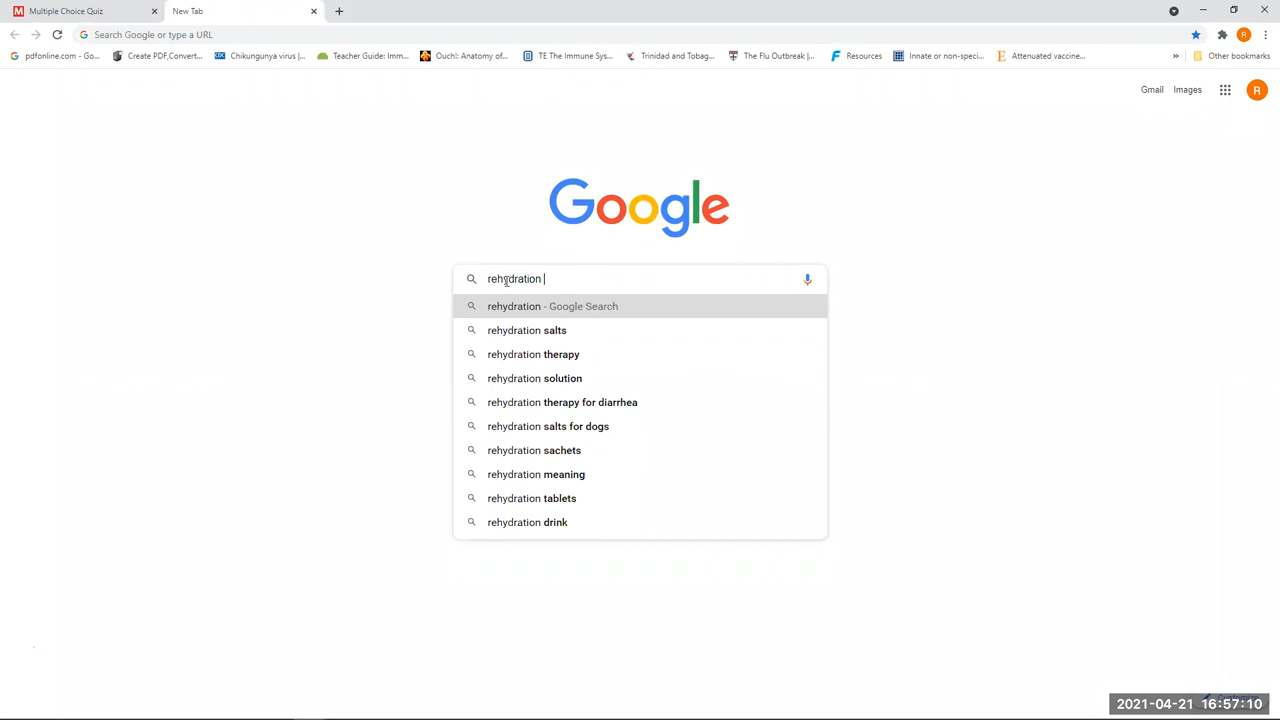 Multiple Choice Quiz
New Tab
Search Google or type a URL
pdfonline.com - Go...
Create PDF,Convert...
Chikungunya virus |...
Teacher Guide: Imm...
Ouch!: Anatomy of...
TE The Immune Sys...
Trinidad and Tobag...
The Flu Outbreak |...
Resources
Innate or non-speci...
Attenuated vaccine...
»
Other bookmarks
R
Gmail Images
R
Google
rehydration
rehydration - Google Search
rehydration salts
rehydration therapy
rehydration solution
rehydration therapy for diarrhea
rehydration salts for dogs
rehydration sachets
rehydration meaning
rehydration tablets
rehydration drink
Customize
2021-04-21 16:57:10